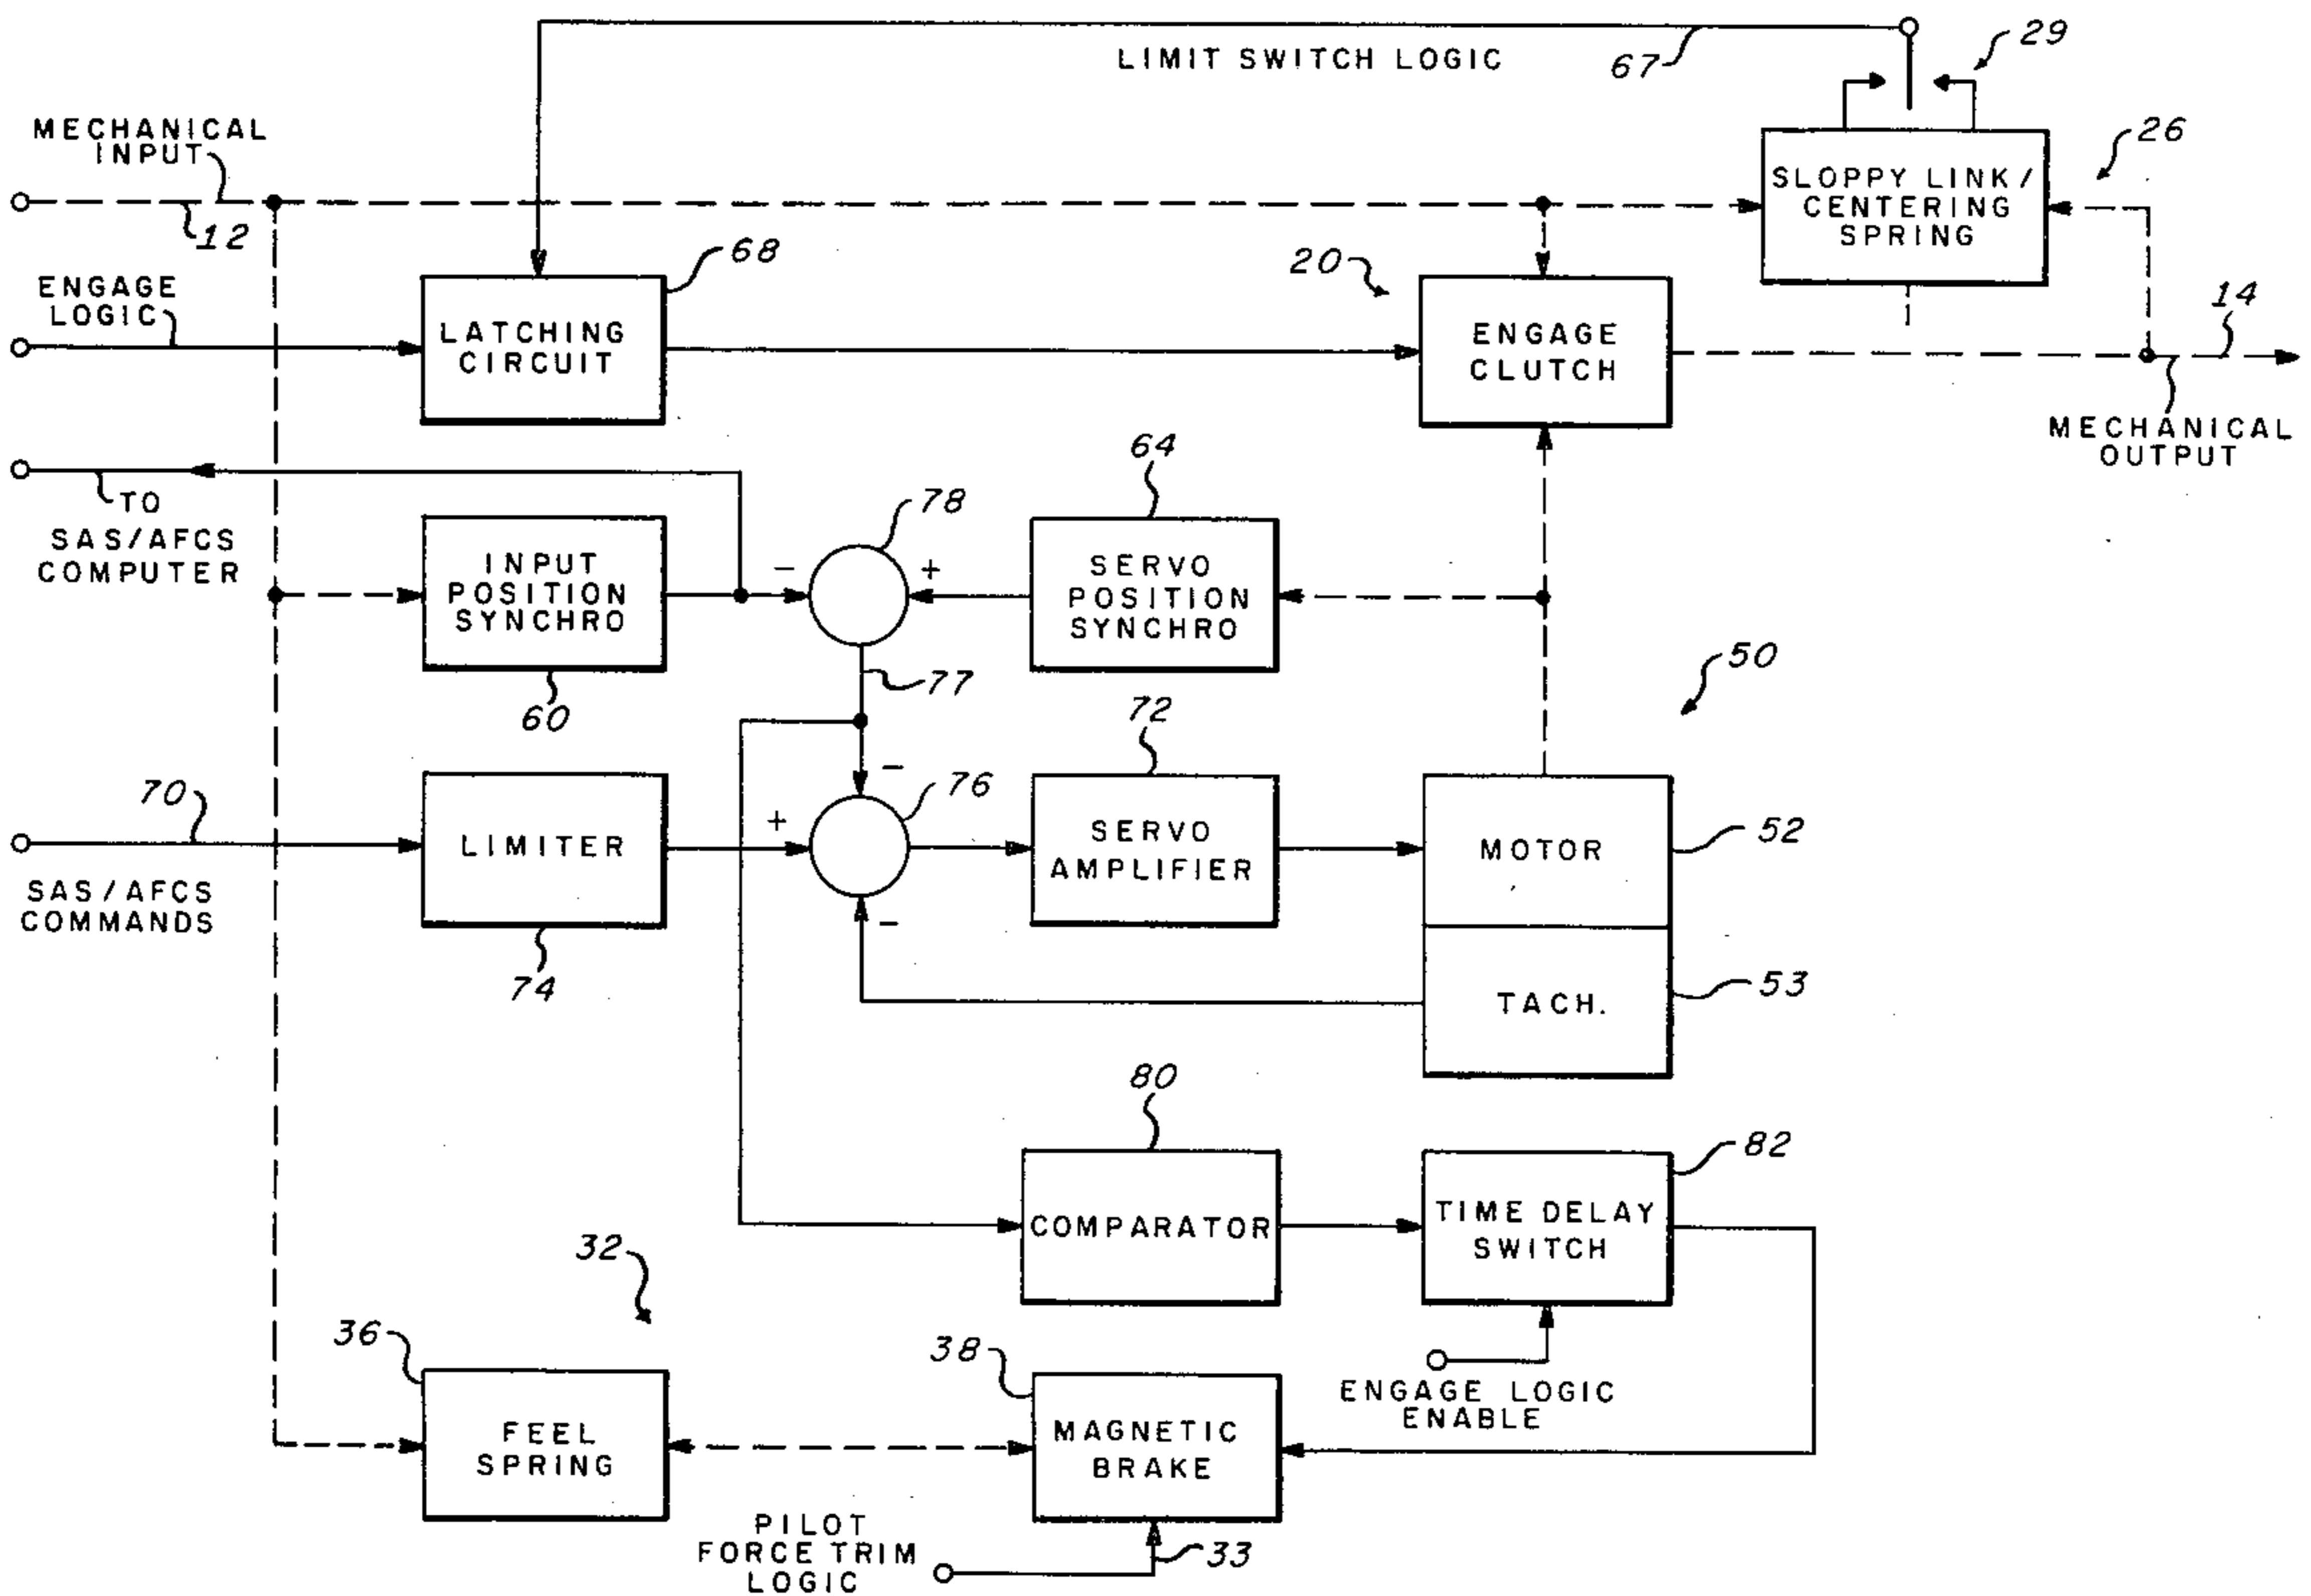 LIMIT SWITCH LOGIC
67
29
MECHANICAL
INPUT
26
SLOPPY LINK/
CENTERING
SPRING
12
68
20
14
ENGAGE
LOGIC
LATCHING
CIRCUIT
ENGAGE
CLUTCH
MECHANICAL
OUTPUT
TO
SAS/AFCS
COMPUTER
78
64
INPUT
POSITION
SYNCHRO
-
+
SERVO
POSITION
SYNCHRO
60
77
50
72
-
70
76
LIMITER
+
SERVO
AMPLIFIER
MOTOR
52
SAS/AFCS
COMMANDS
-
74
TACH.
53
80
82
COMPARATOR
TIME DELAY
SWITCH
32
36
38
ENGAGE LOGIC
ENABLE
FEEL
SPRING
MAGNETIC
BRAKE
PILOT
FORCE TRIM
LOGIC
33